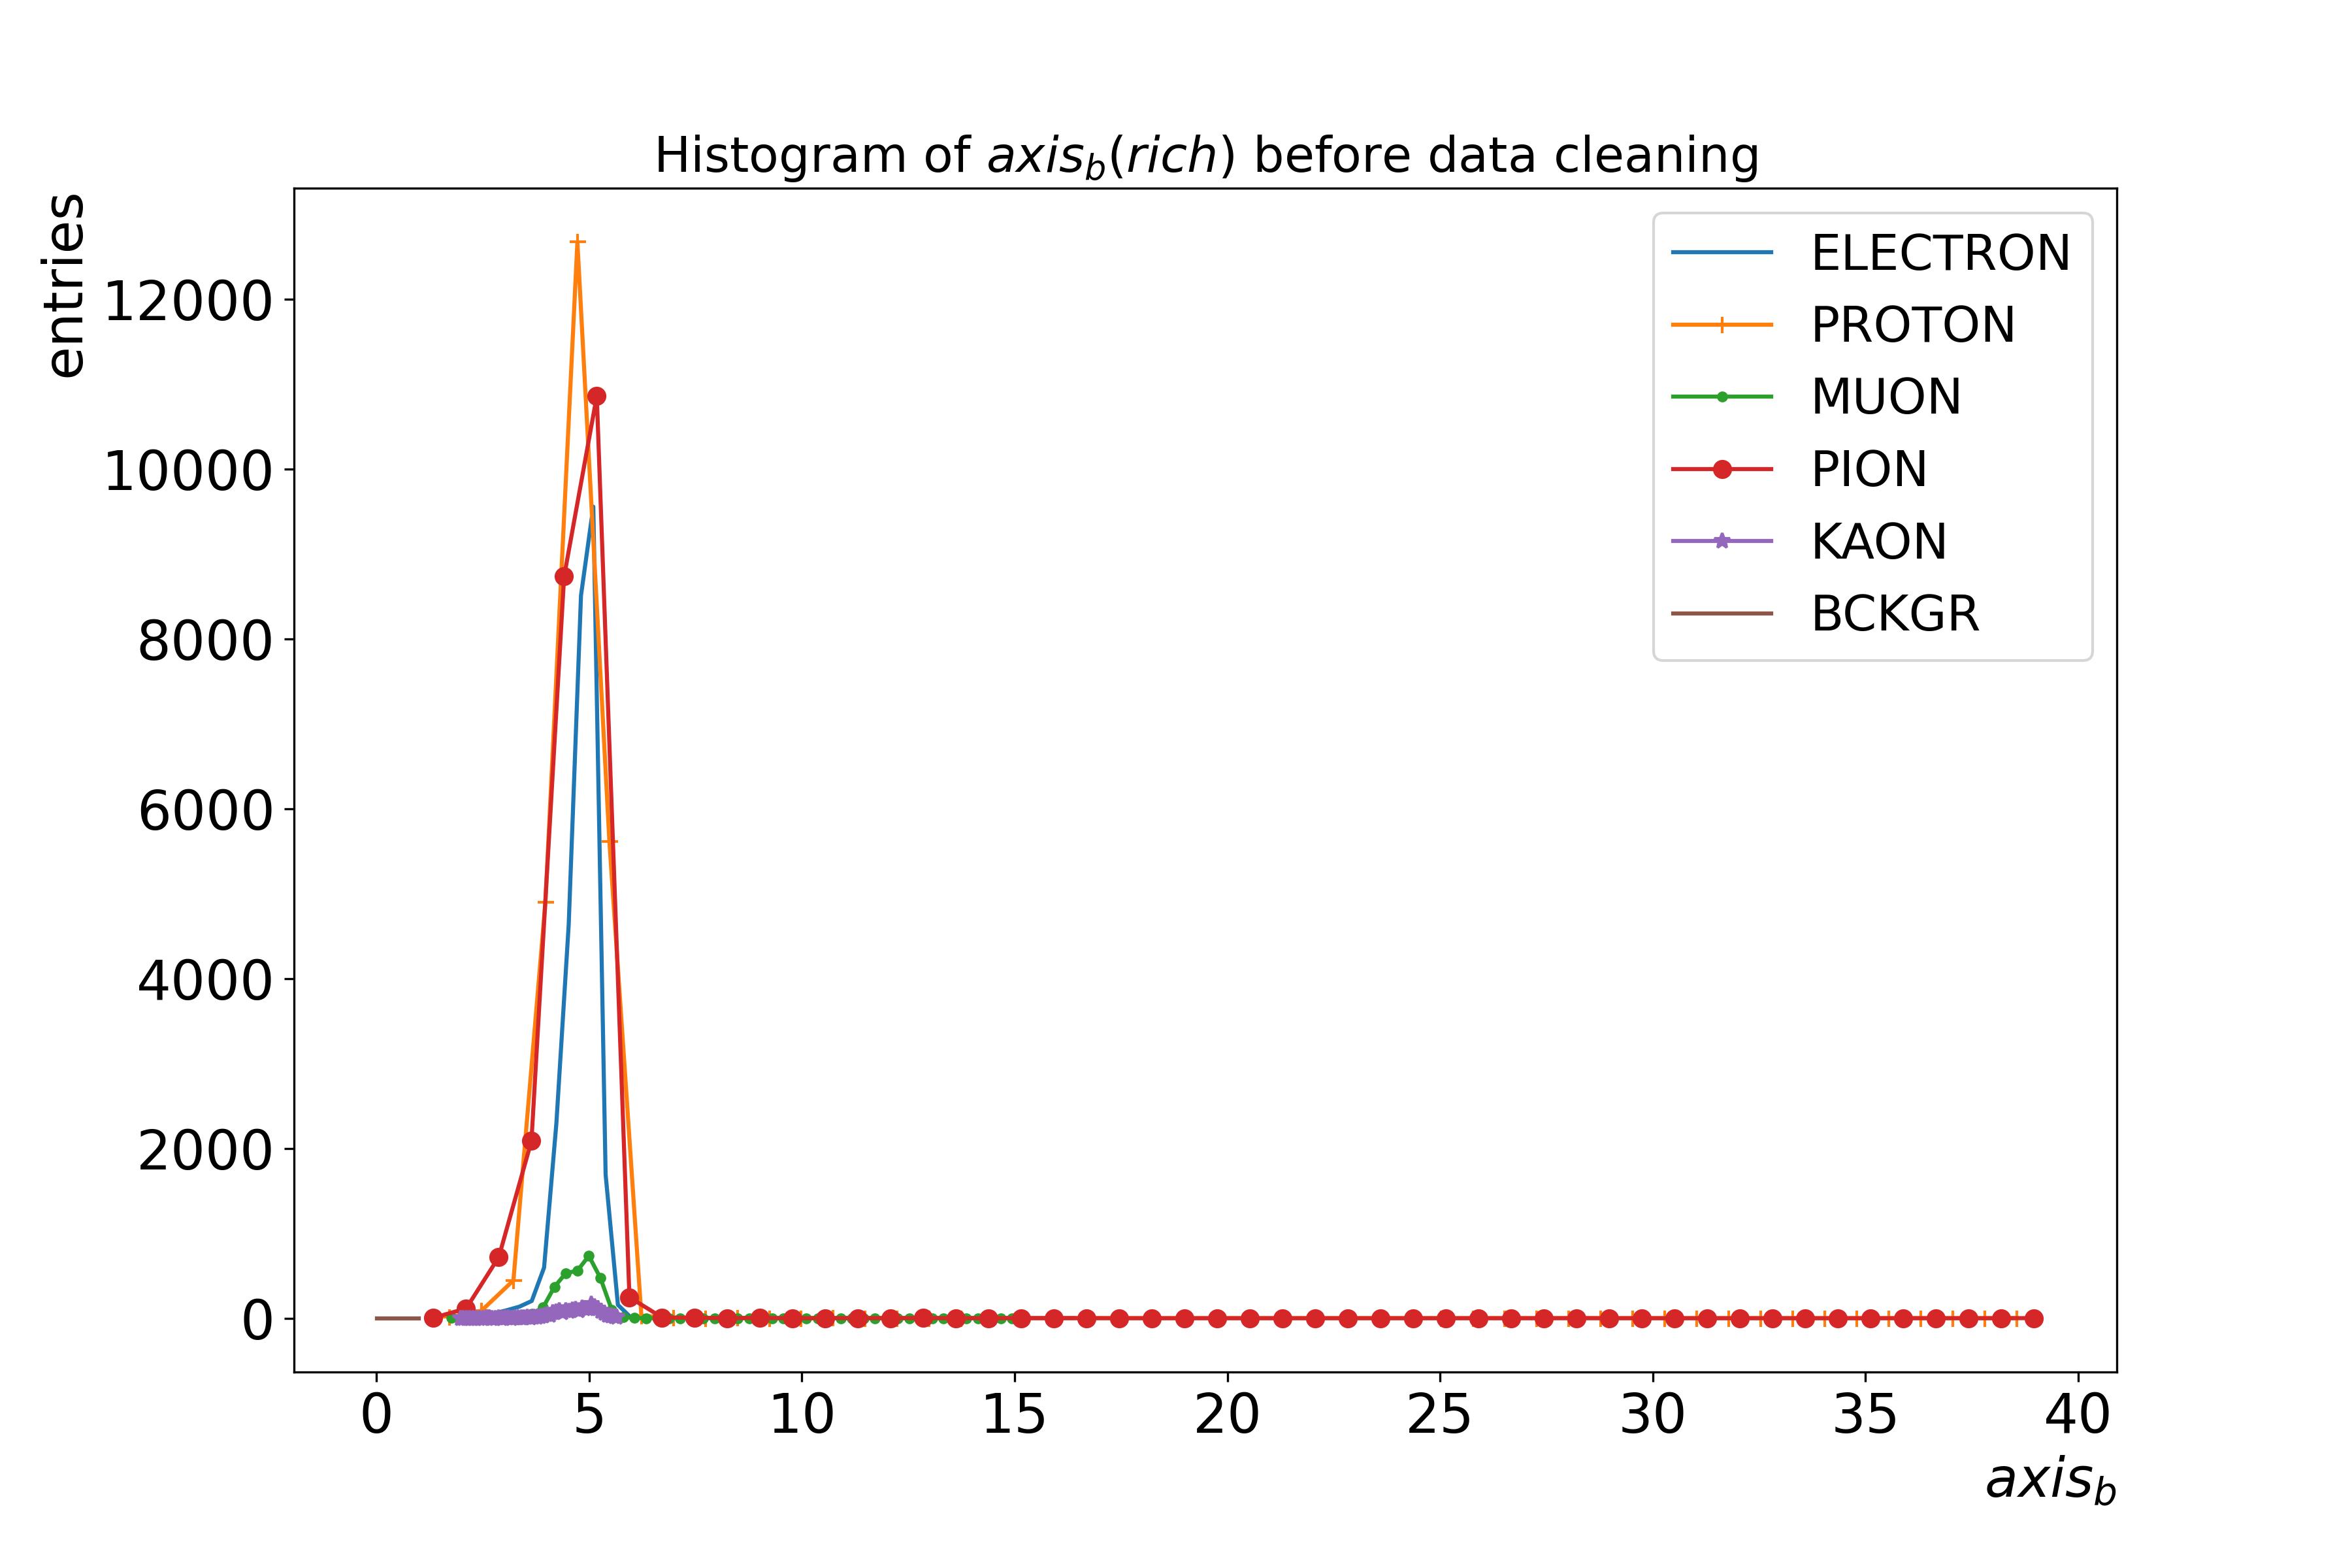 Histogram of axis_b(rich) before data cleaning
entries
12000
10000
8000
6000
4000
2000
0
ELECTRON
PROTON
MUON
PION
KAON
BCKGR
0 5 10 15 20 25 30 35 40
axis_b